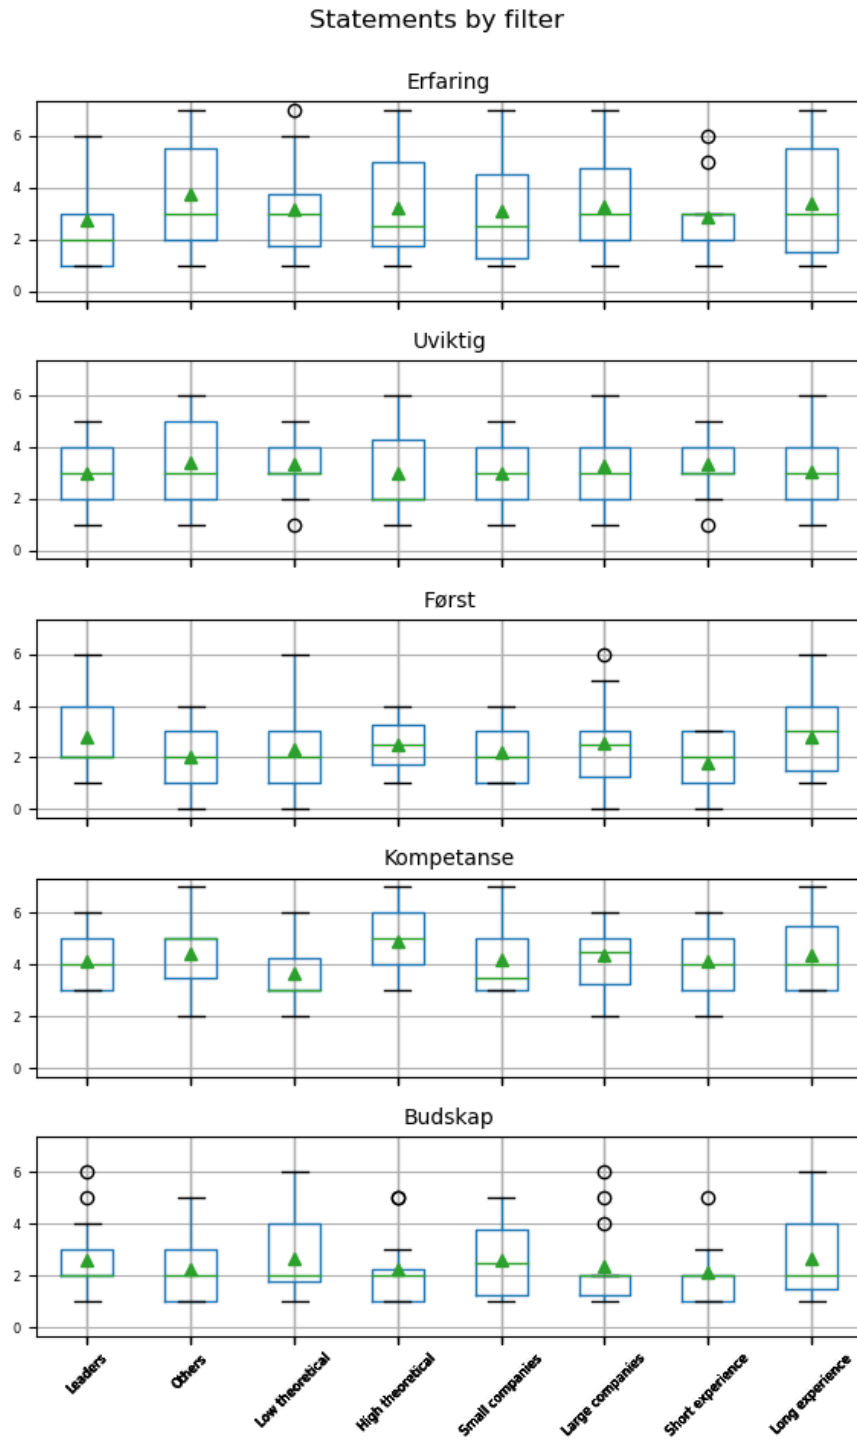 Statements by filter
Erfaring
6
4
2
0
Uviktig
6
4
2
0
Først
6
4
2
0
Kompetanse
6
4
2
0
Budskap
6
4
2
0
Leaders
Others
Low theoretical
High theoretical
Small companies
Large companies
Short experience
Long experience